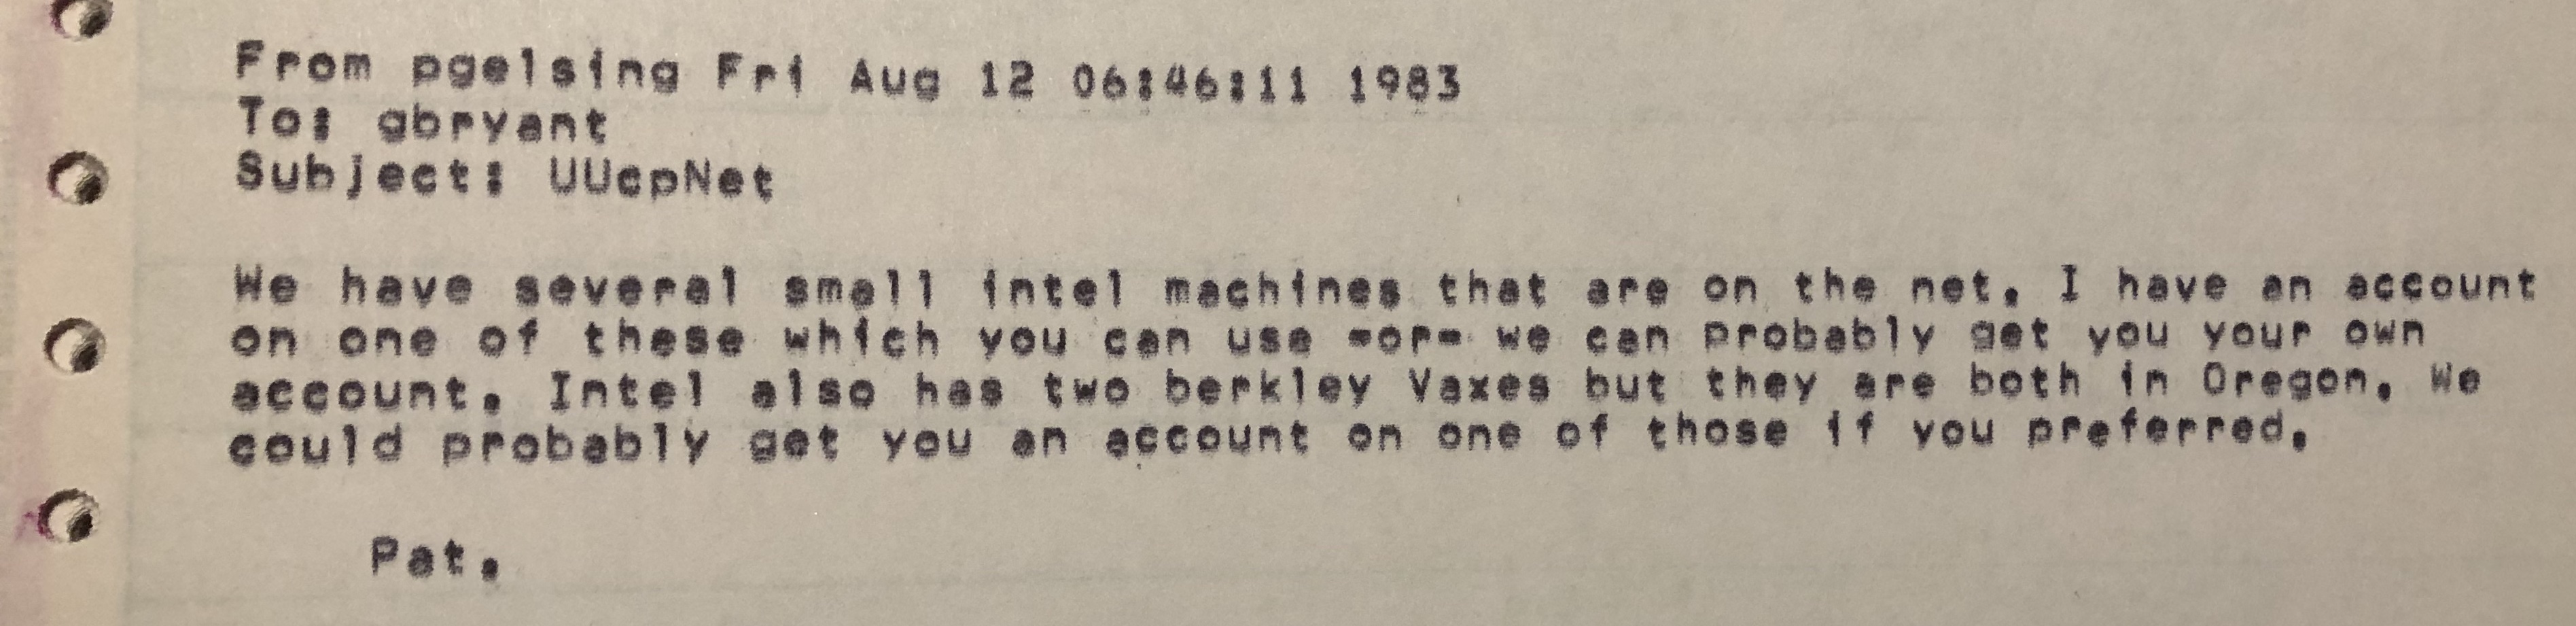 From pgelsing Fri Aug 12 06:46:11 1983
To: gbryant
Subject: UUcpNet
We have several small intel machines that are on the net. I have an account
on one of these which you can use -or- we can probably get you your own
account. Intel also has two berkley Vaxes but they are both in Oregon. We
could probably get you an account on one of those if you preferred.
Pat.